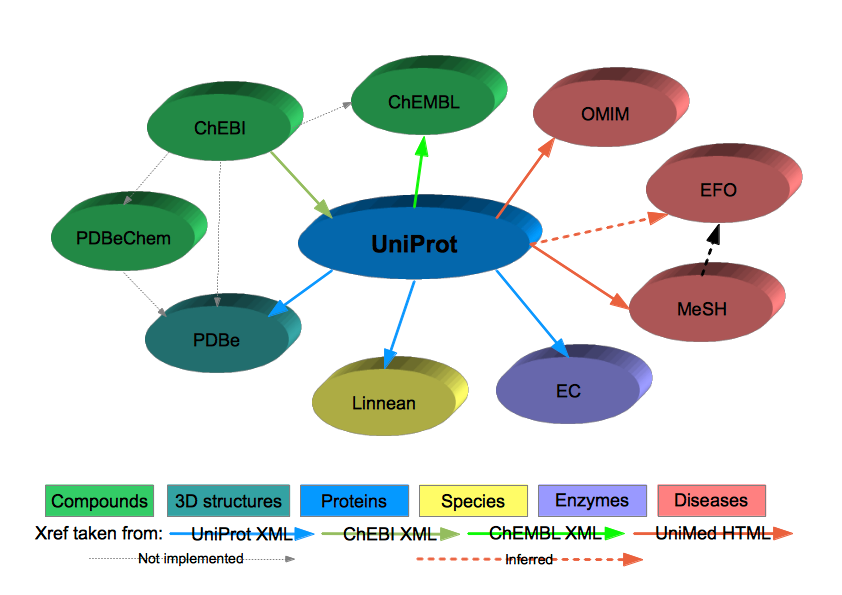 ChEMBL
OMIM
ChEBI
EFO
PDBeChem
UniProt
MeSH
PDBe
Linnean
EC
Compounds
3D structures
Proteins
Species
Enzymes
Diseases
Xref taken from: UniProt XML ChEBI XML ChEMBL XML UniMed HTML
Not implemented Inferred